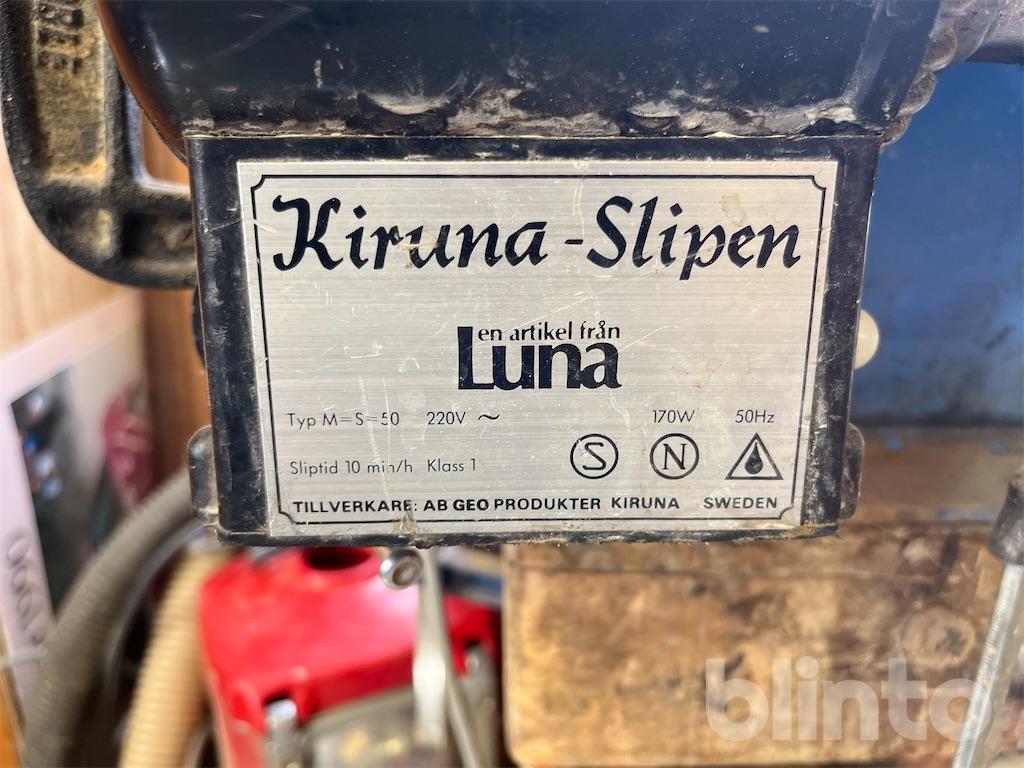 Kiruna-Slipen
en artikel från
Luna
Typ M=S=50 220V ~ 170W 50Hz
Sliptid 10 min/h Klass 1 S N
TILLVERKARE: AB GEO PRODUKTER KIRUNA SWEDEN
blinto